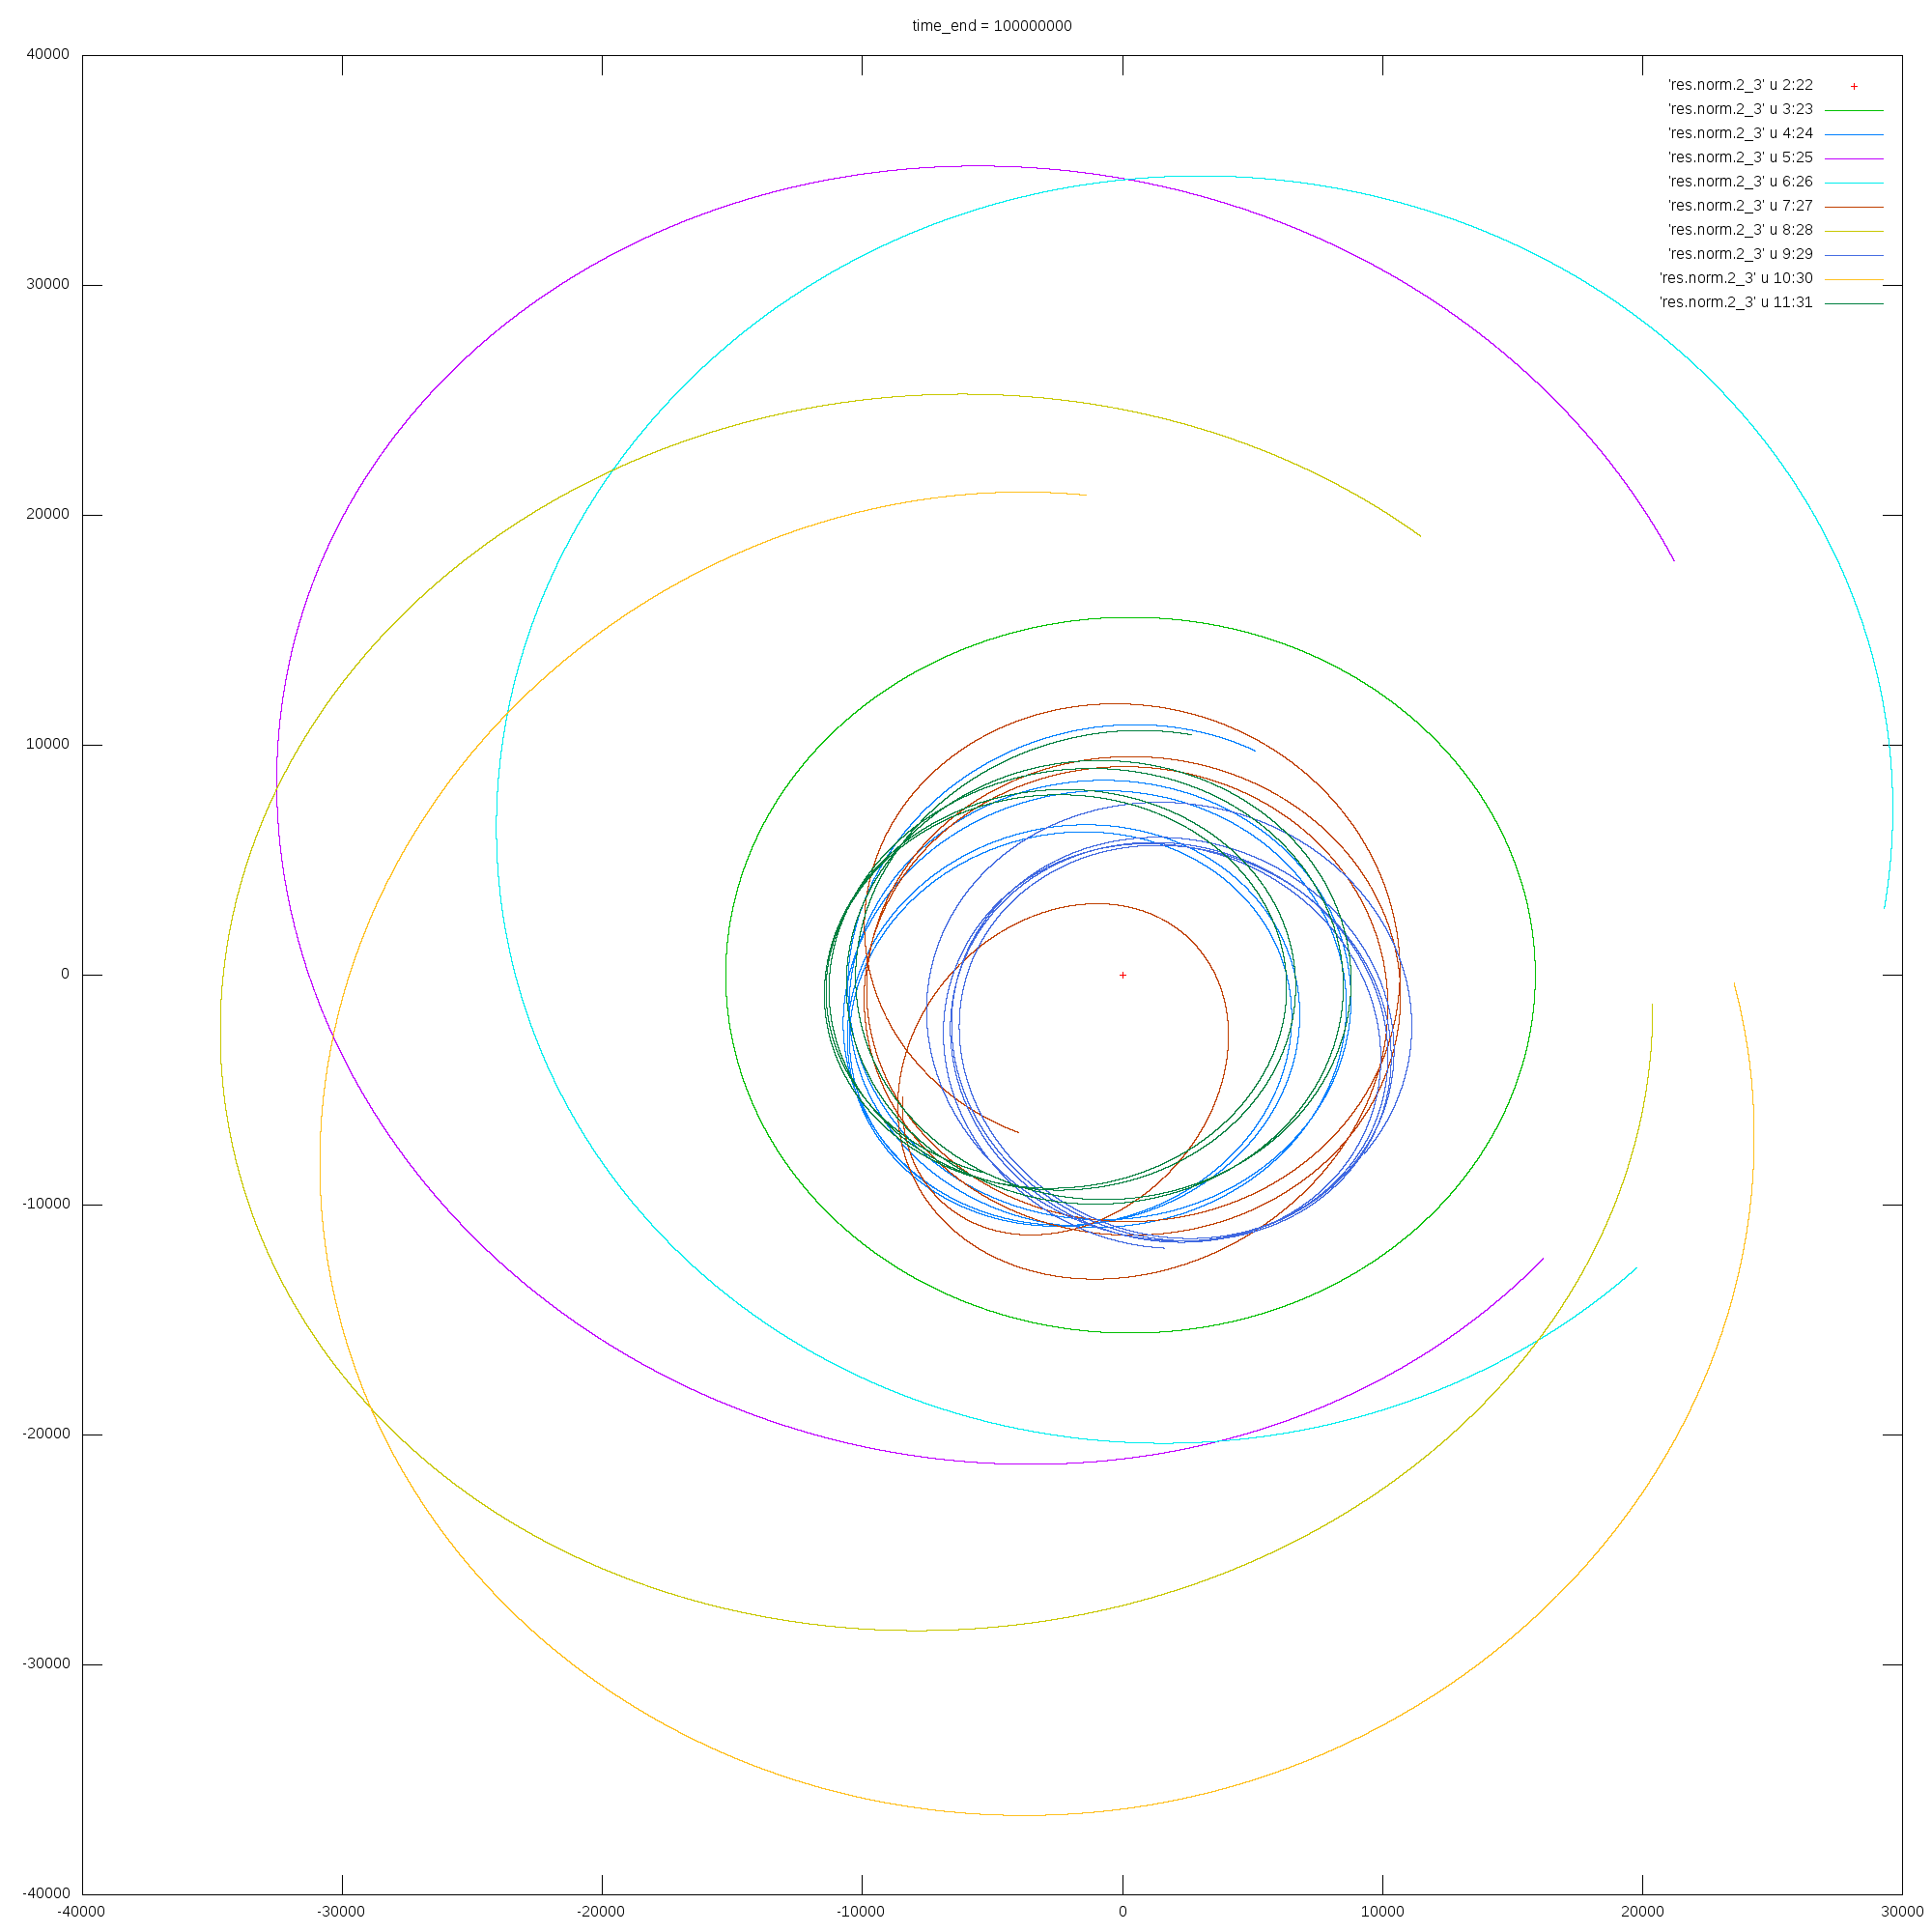 time_end = 100000000
40000
30000
20000
10000
0
-10000
-20000
-30000
-40000
-40000 -30000 -20000 -10000 0 10000 20000 30000
'res.norm.2_3' u 2:22
'res.norm.2_3' u 3:23
'res.norm.2_3' u 4:24
'res.norm.2_3' u 5:25
'res.norm.2_3' u 6:26
'res.norm.2_3' u 7:27
'res.norm.2_3' u 8:28
'res.norm.2_3' u 9:29
'res.norm.2_3' u 10:30
'res.norm.2_3' u 11:31